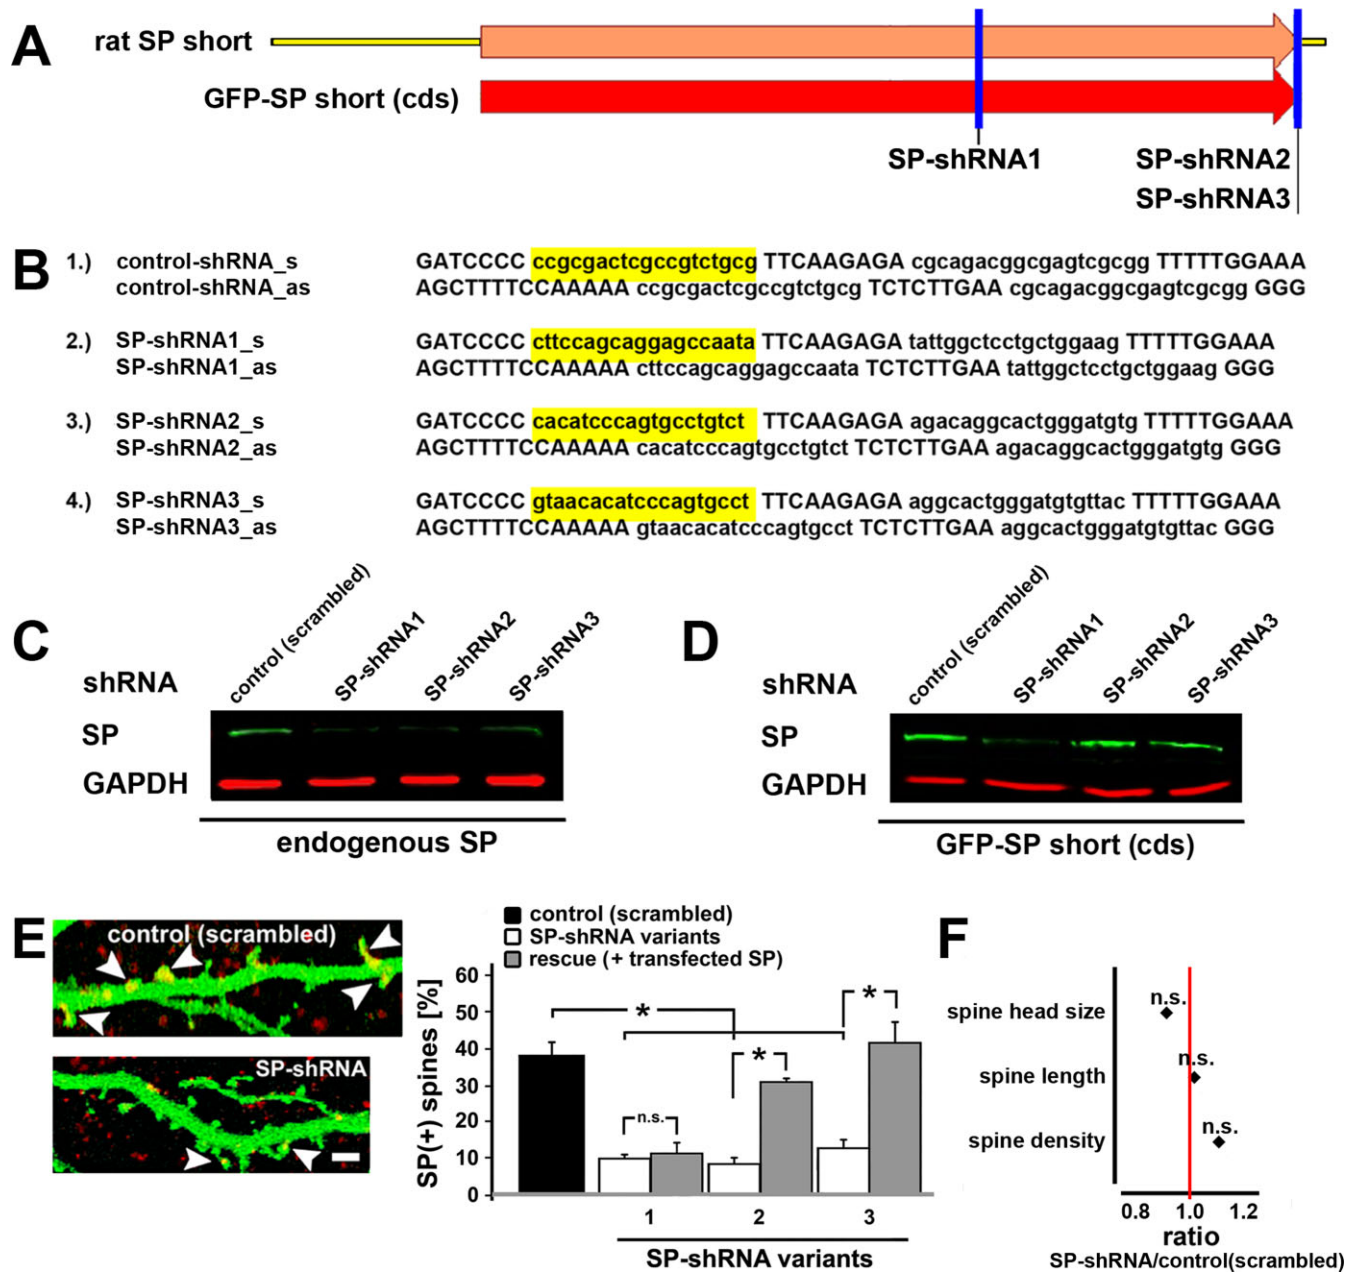 A
rat SP short
GFP-SP short (cds)
SP-shRNA1
SP-shRNA2
SP-shRNA3
B
1.) control-shRNA_s GATCCCC ccgcgactcgccgtctgcg TTCAAGAGA cgcagacggcgagtcgcgg TTTTTGGAAA
control-shRNA_as AGCTTTTCCAAAAA ccgcgactcgccgtctgcg TCTCTTGAA cgcagacggcgagtcgcgg GGG
2.) SP-shRNA1_s GATCCCC cttccagcaggagccaata TTCAAGAGA tattggctcctgctggaag TTTTTGGAAA
SP-shRNA1_as AGCTTTTCCAAAAA cttccagcaggagccaata TCTCTTGAA tattggctcctgctggaag GGG
3.) SP-shRNA2_s GATCCCC cacatcccagtgcctgtct TTCAAGAGA agacaggcactgggatgtg TTTTTGGAAA
SP-shRNA2_as AGCTTTTCCAAAAA cacatcccagtgcctgtct TCTCTTGAA agacaggcactgggatgtg GGG
4.) SP-shRNA3_s GATCCCC gtaacacatcccagtgcct TTCAAGAGA aggcactgggatgtgttac TTTTTGGAAA
SP-shRNA3_as AGCTTTTCCAAAAA gtaacacatcccagtgcct TCTCTTGAA aggcactgggatgtgttac GGG
C
shRNA
control (scrambled)
SP-shRNA1
SP-shRNA2
SP-shRNA3
SP
GAPDH
endogenous SP
D
shRNA
control (scrambled)
SP-shRNA1
SP-shRNA2
SP-shRNA3
SP
GAPDH
GFP-SP short (cds)
E
control (scrambled)
SP-shRNA
control (scrambled)
SP-shRNA variants
rescue (+ transfected SP)
SP(+) spines [%]
60
50
40
30
20
10
0
*
n.s.
*
*
1 2 3
SP-shRNA variants
F
spine head size
n.s.
spine length
n.s.
spine density
n.s.
0.8 1.0 1.2
ratio
SP-shRNA/control(scrambled)